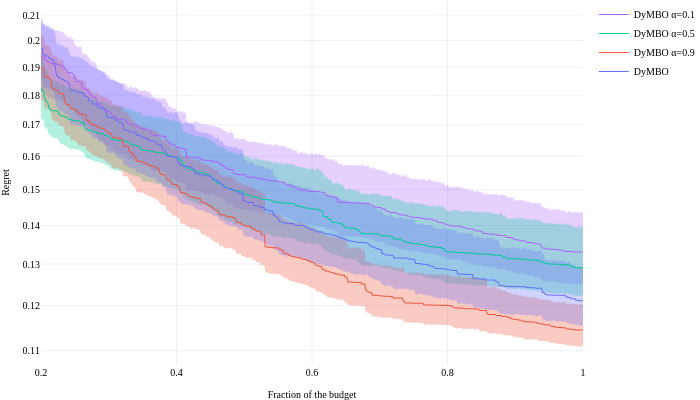 0.21
0.2
0.19
0.18
0.17
0.16
0.15
0.14
0.13
0.12
0.11
Regret
0.2 0.4 0.6 0.8 1
Fraction of the budget
DyMBO α=0.1
DyMBO α=0.5
DyMBO α=0.9
DyMBO